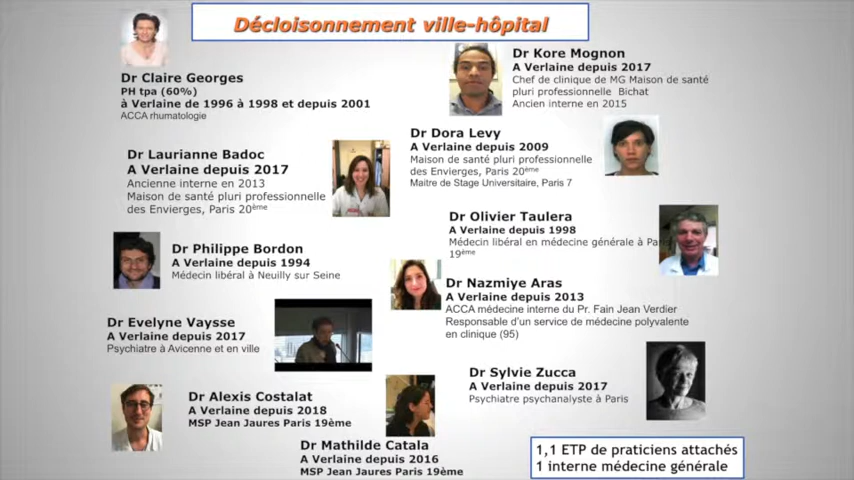 Décloisonnement ville-hôpital
Dr Claire Georges
PH tpa (60%)
à Verlaine de 1996 à 1998 et depuis 2001
ACCA rhumatologie
Dr Kore Mognon
A Verlaine depuis 2017
Chef de clinique de MG Maison de santé
pluri professionnelle Bichat
Ancien interne en 2015
Dr Laurianne Badoc
A Verlaine depuis 2017
Ancienne interne en 2013
Maison de santé pluri professionnelle
des Envierges, Paris 20ème
Dr Dora Levy
A Verlaine depuis 2009
Maison de santé pluri professionnelle
des Envierges, Paris 20ème
Maitre de Stage Universitaire, Paris 7
Dr Philippe Bordon
A Verlaine depuis 1994
Médecin libéral à Neuilly sur Seine
Dr Olivier Taulera
A Verlaine depuis 1998
Médecin libéral en médecine générale à
19ème
Dr Nazmiye Aras
A Verlaine depuis 2013
ACCA médecine interne du Pr. Fain Jean Verdier
Responsable d'un service de médecine polyvalente
en clinique (95)
Dr Evelyne Vaysse
A Verlaine depuis 2017
Psychiatre à Avicenne et en ville
Dr Sylvie Zucca
A Verlaine depuis 2017
Psychiatre psychanalyste à Paris
Dr Alexis Costalat
A Verlaine depuis 2018
MSP Jean Jaures Paris 19ème
Dr Mathilde Catala
A Verlaine depuis 2016
MSP Jean Jaures Paris 19ème
1,1 ETP de praticiens attachés
1 interne médecine générale